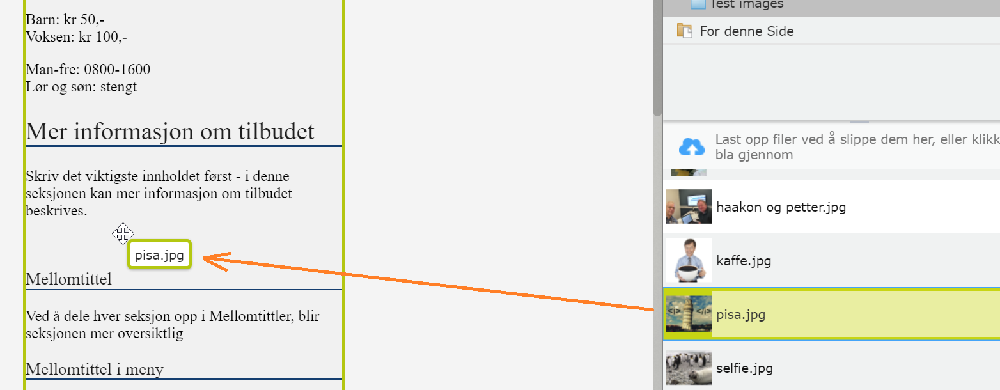 Barn: kr 50,-
Voksen: kr 100,-
Man-fre: 0800-1600
Lør og søn: stengt
Mer informasjon om tilbudet
Skriv det viktigste innholdet først - i denne
seksjonen kan mer informasjon om tilbudet
beskrives.
pisa.jpg
Mellomtittel
Ved å dele hver seksjon opp i Mellomtittler, blir
seksjonen mer oversiktlig
Mellomtittel i meny
Test images
For denne Side
Last opp filer ved å slippe dem her, eller klikk
bla gjennom
haakon og petter.jpg
kaffe.jpg
pisa.jpg
selfie.jpg